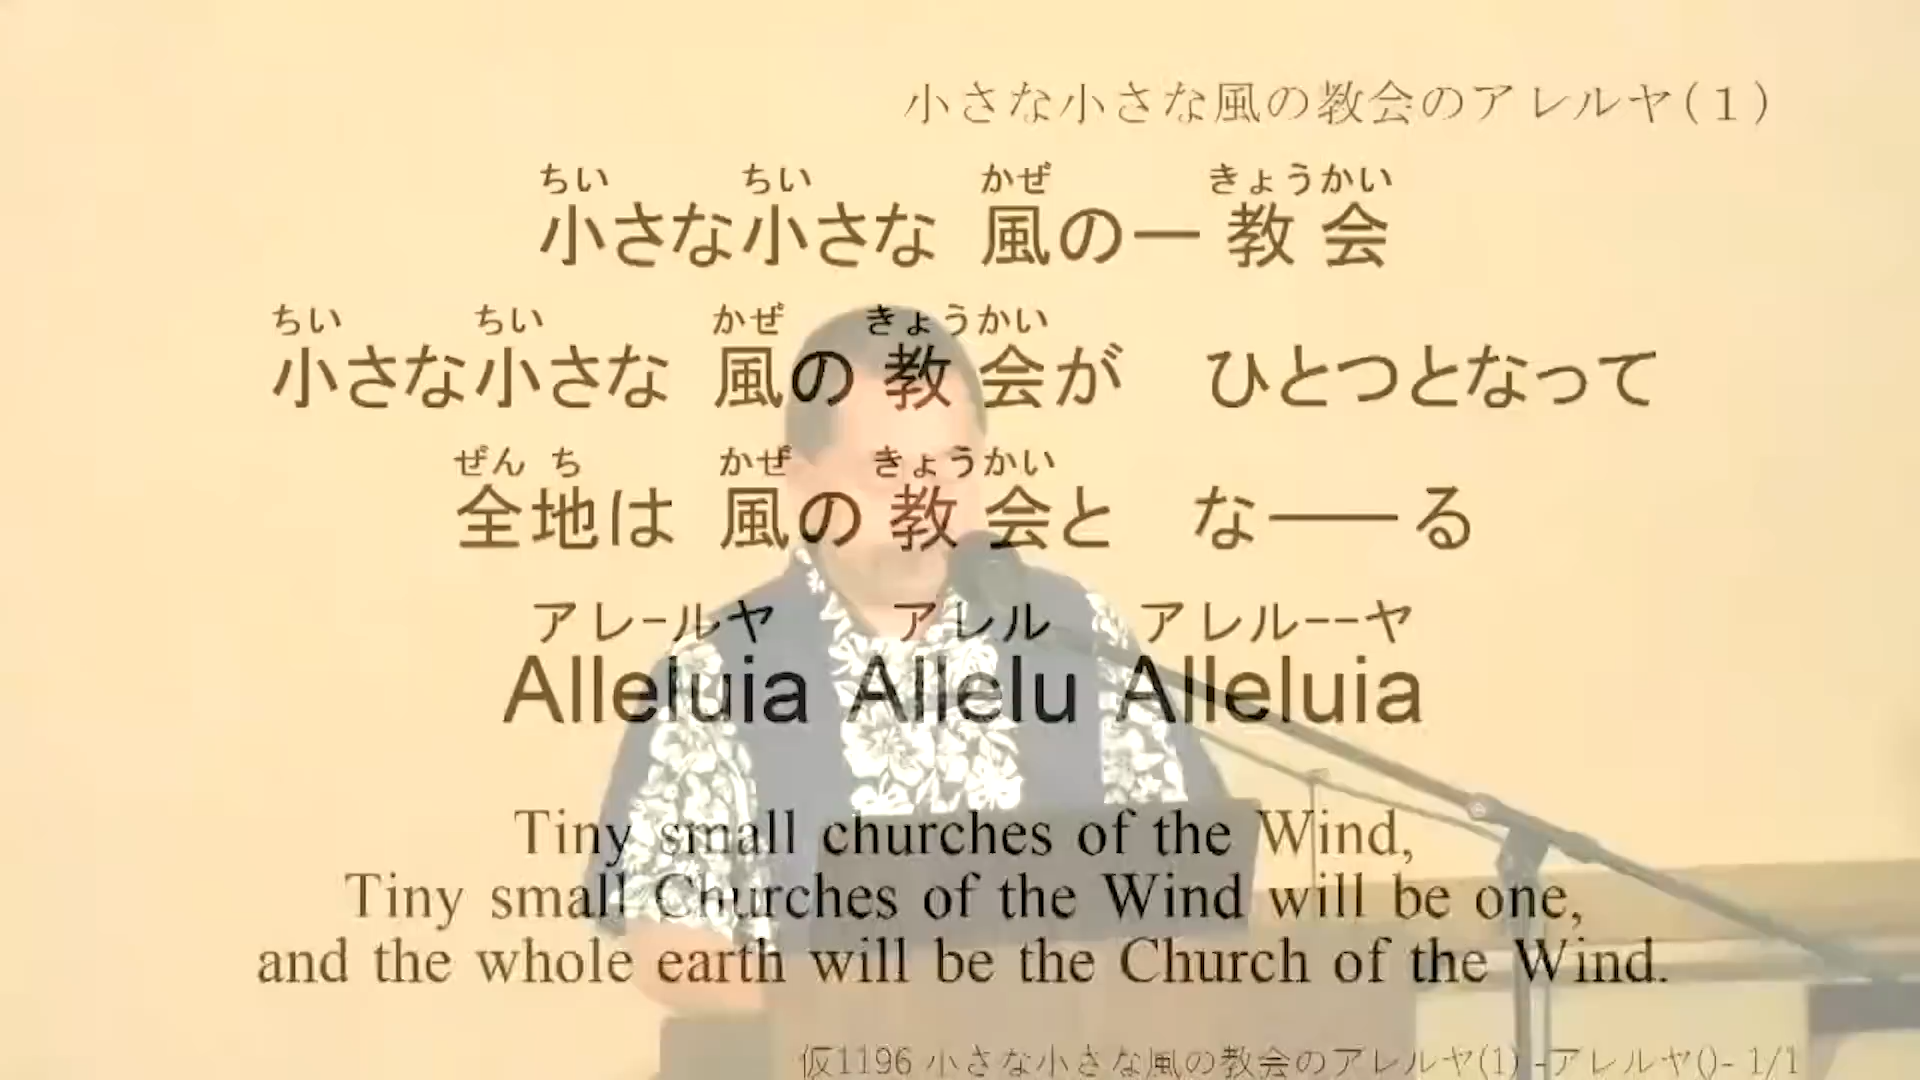 小さな小さな風の教会のアレルヤ(1)
ちい ちい かぜ きょうかい
小さな小さな 風のー 教会
ちい ちい かぜ きょうかい
小さな小さな 風の教会が ひとつとなって
ぜん ち かぜ きょうかい
全地は 風の教会と な――る
アレ-ルヤ アレル アレル--ヤ
Alleluia Allelu Alleluia
Tiny small churches of the Wind,
Tiny small Churches of the Wind will be one,
and the whole earth will be the Church of the Wind.
仮1196 小さな小さな風の教会のアレルヤ(1) -アレルヤ()- 1/1